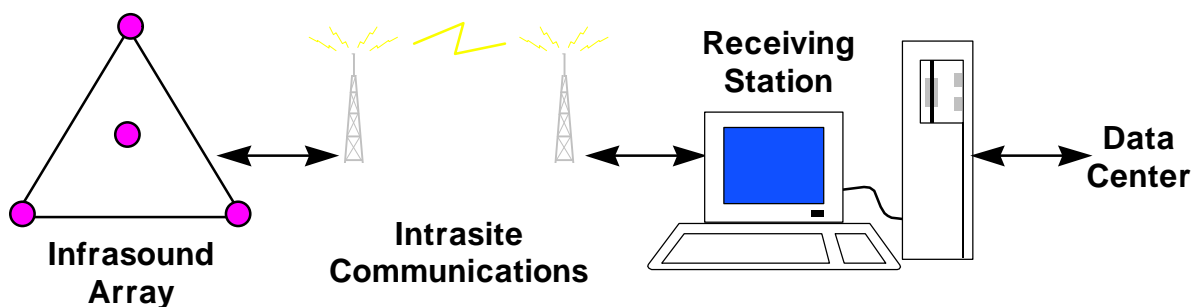 Infrasound
Array
Intrasite
Communications
Receiving
Station
Data
Center